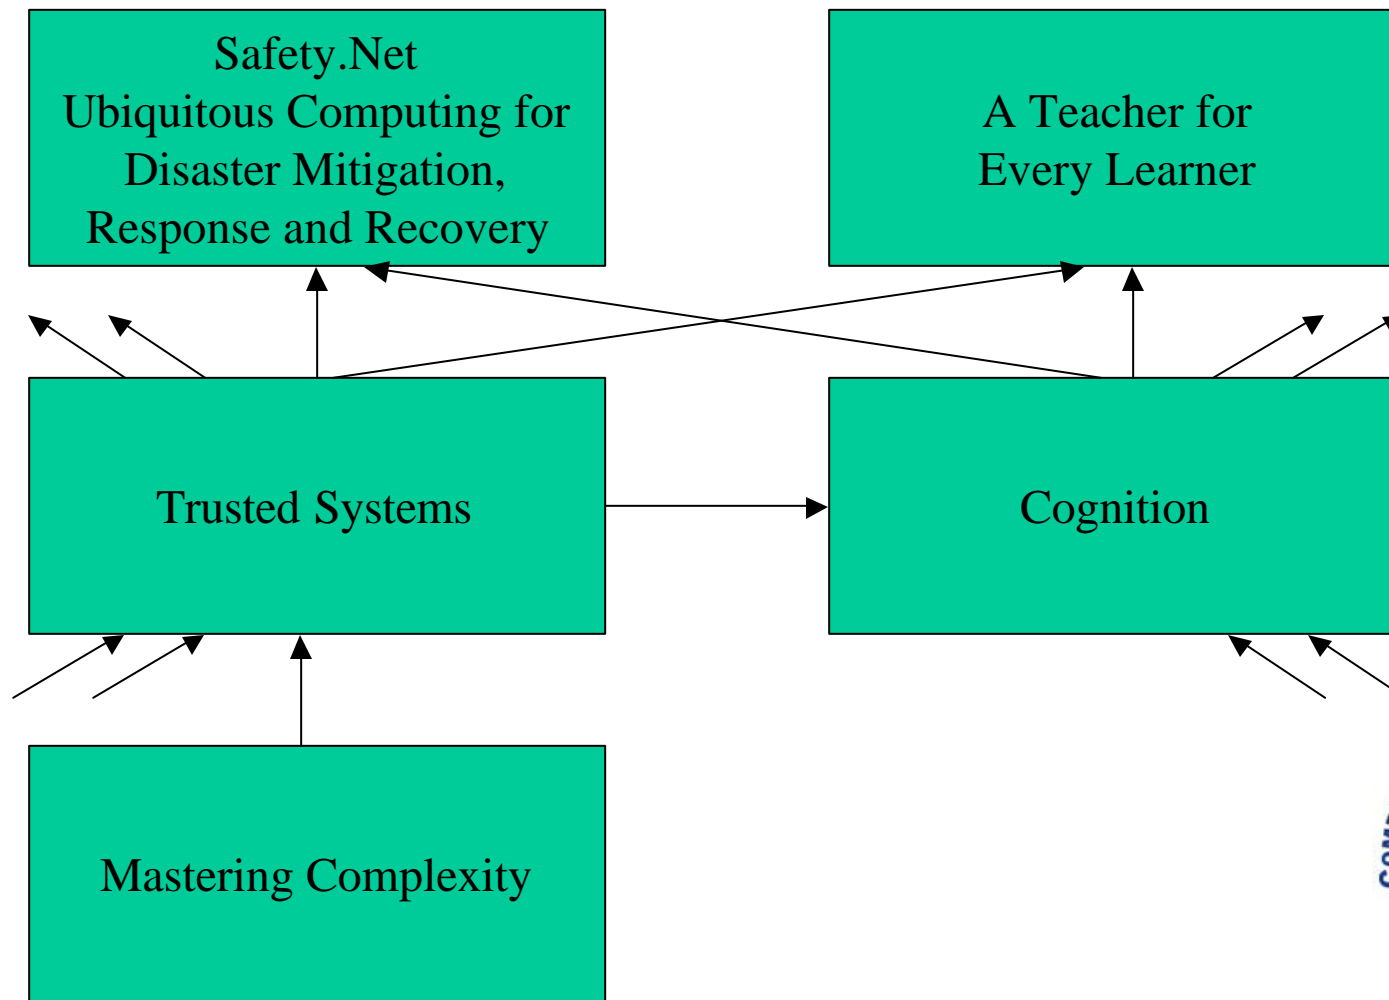 Safety.Net
Ubiquitous Computing for
Disaster Mitigation,
Response and Recovery
A Teacher for
Every Learner
Trusted Systems
Cognition
Mastering Complexity